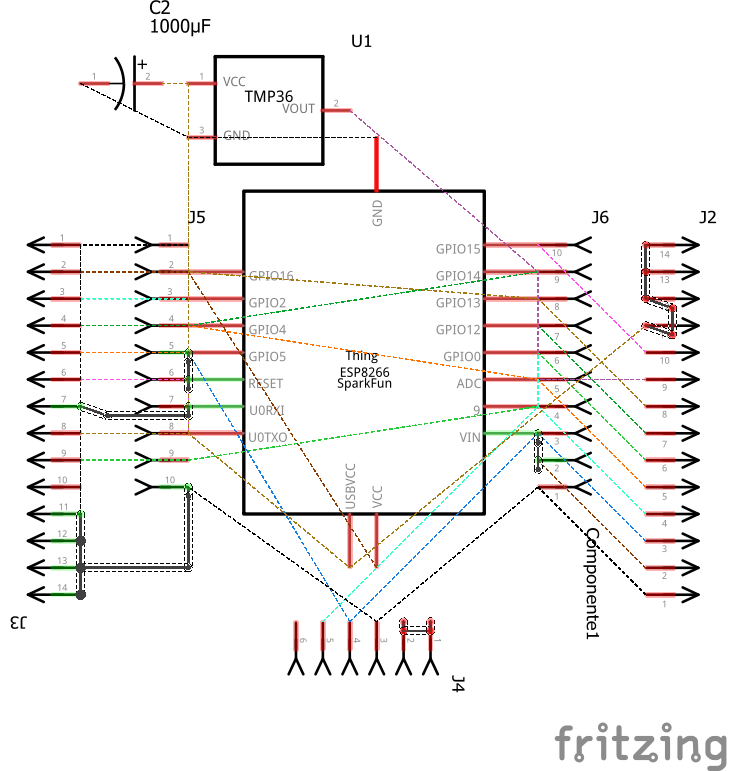 C2
1000µF
U1
1
+
2
1
VCC
TMP36
VOUT
2
3
GND
GND
J5
J6
J2
1
2
3
4
5
6
7
8
9
10
11
12
13
14
J3
1
2
3
4
5
6
7
8
9
10
GPIO16
GPIO2
GPIO4
GPIO5
RESET
U0RXI
U0TXO
Thing
ESP8266
SparkFun
GPIO15
GPIO14
GPIO13
GPIO12
GPIO0
ADC
9
VIN
USBVCC
VCC
10
9
8
7
6
5
3
2
1
Componente1
14
13
10
9
8
7
6
5
4
3
2
1
6
5
4
3
2
1
J4
fritzing